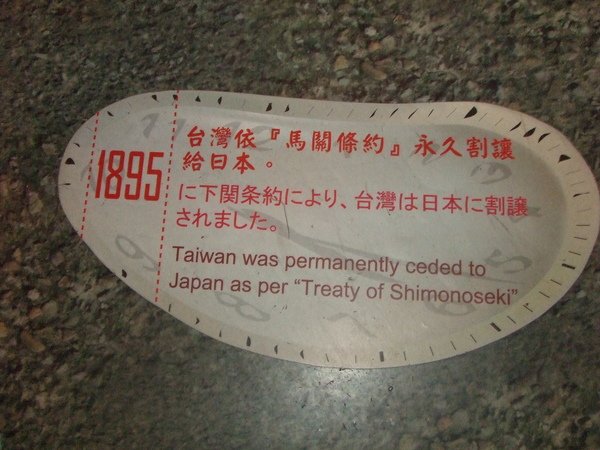 1895
台灣依『馬關條約』永久割讓
給日本。
に下関条約により、台灣は日本に割譲
されました。
Taiwan was permanently ceded to
Japan as per “Treaty of Shimonoseki”